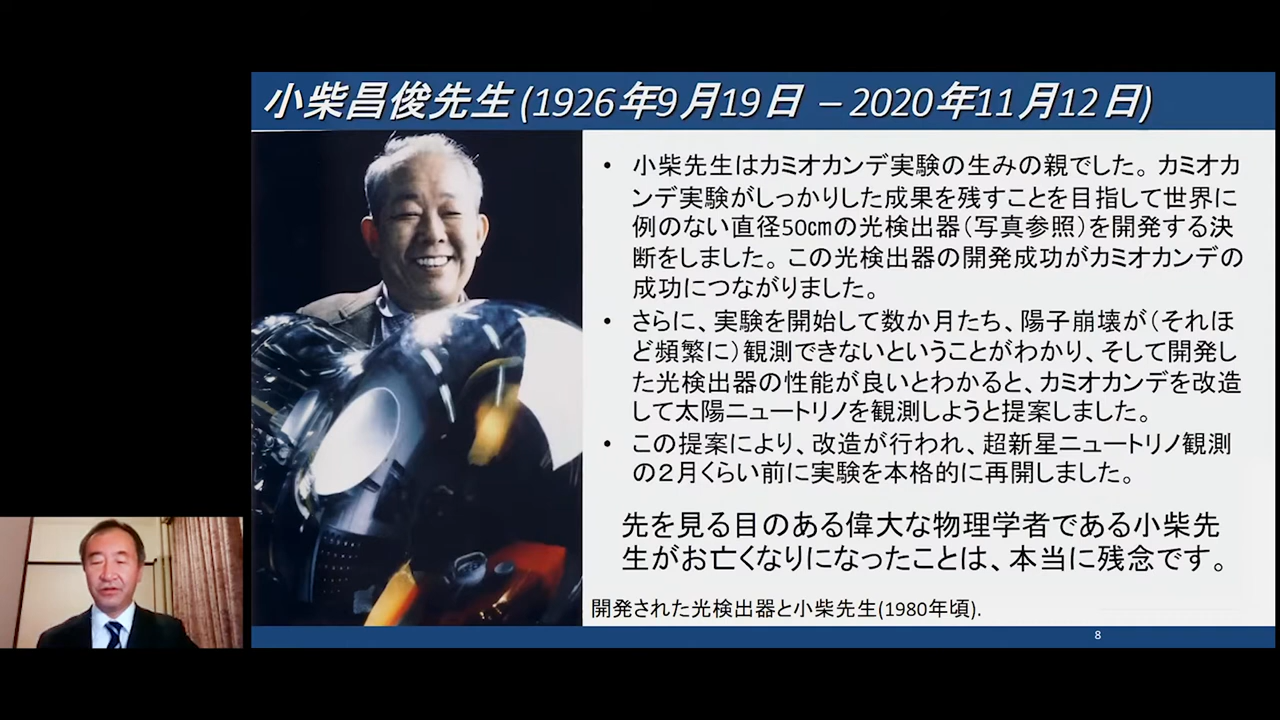 小柴昌俊先生(1926年9月19日 – 2020年11月12日)
• 小柴先生はカミオカンデ実験の生みの親でした。カミオカ
ンデ実験がしっかりした成果を残すことを目指して世界に
例のない直径50㎝の光検出器(写真参照)を開発する決
断をしました。この光検出器の開発成功がカミオカンデの
成功につながりました。
• さらに、実験を開始して数か月たち、陽子崩壊が(それほ
ど頻繁に)観測できないということがわかり、そして開発し
た光検出器の性能が良いとわかると、カミオカンデを改造
して太陽ニュートリノを観測しようと提案しました。
• この提案により、改造が行われ、超新星ニュートリノ観測
の２月くらい前に実験を本格的に再開しました。
先を見る目のある偉大な物理学者である小柴先
生がお亡くなりになったことは、本当に残念です。
開発された光検出器と小柴先生(1980年頃).
8